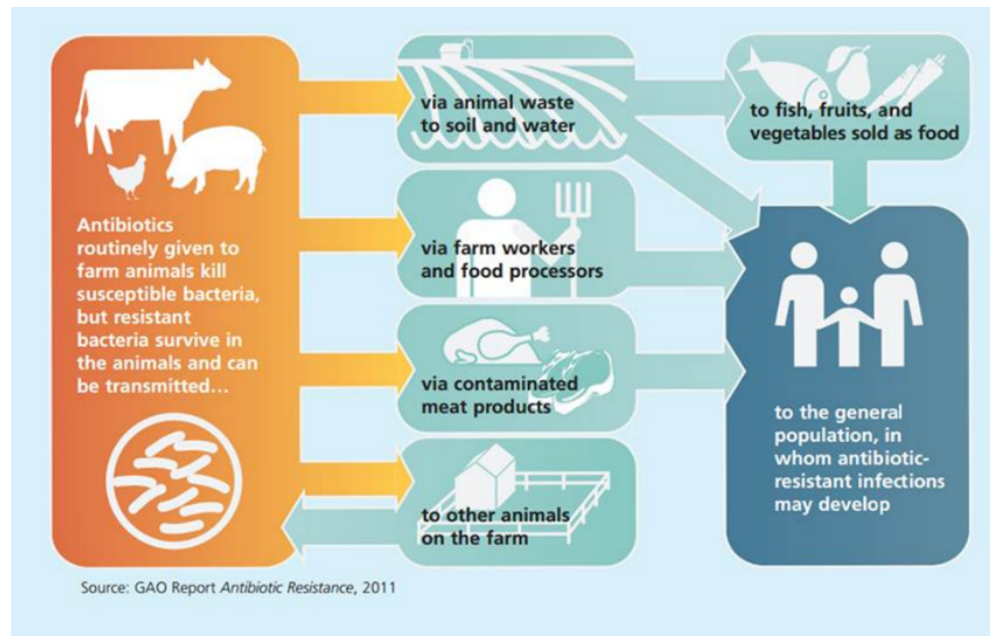 Antibiotics
routinely given to
farm animals kill
susceptible bacteria,
but resistant
bacteria survive in
the animals and can
be transmitted...
via animal waste
to soil and water
to fish, fruits, and
vegetables sold as food
via farm workers
and food processors
via contaminated
meat products
to other animals
on the farm
to the general
population, in
whom antibiotic-
resistant infections
may develop
Source: GAO Report Antibiotic Resistance, 2011